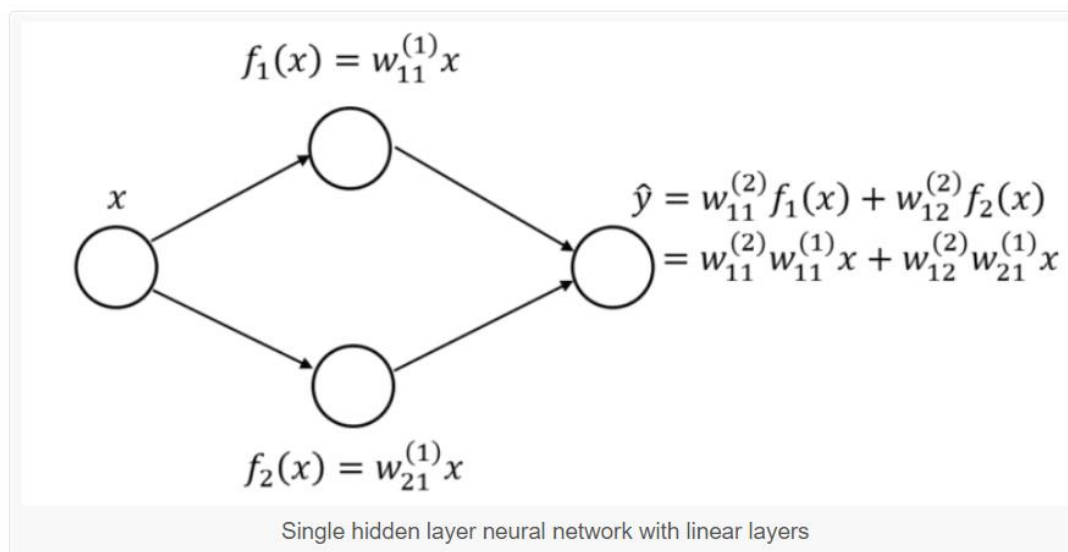 f₁(x) = w₁₁⁽¹⁾x
x
ŷ = w₁₁⁽²⁾f₁(x) + w₁₂⁽²⁾f₂(x)
= w₁₁⁽²⁾w₁₁⁽¹⁾x + w₁₂⁽²⁾w₂₁⁽¹⁾x
f₂(x) = w₂₁⁽¹⁾x
Single hidden layer neural network with linear layers